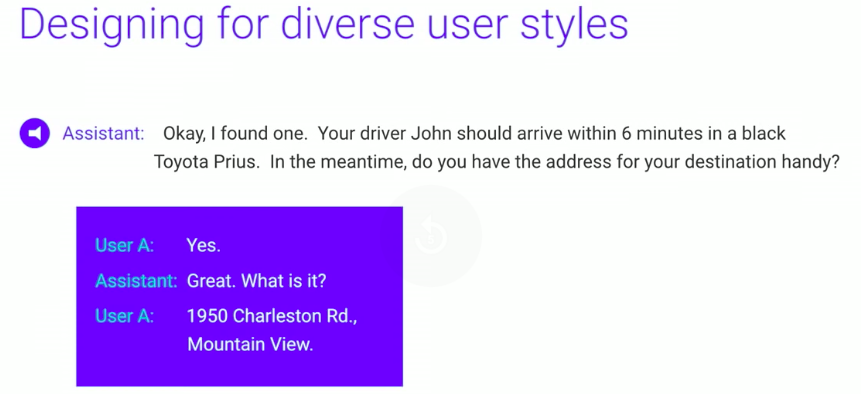 Designing for diverse user styles
Assistant: Okay, I found one. Your driver John should arrive within 6 minutes in a black
Toyota Prius. In the meantime, do you have the address for your destination handy?
User A: Yes.
Assistant: Great. What is it?
User A: 1950 Charleston Rd.,
Mountain View.